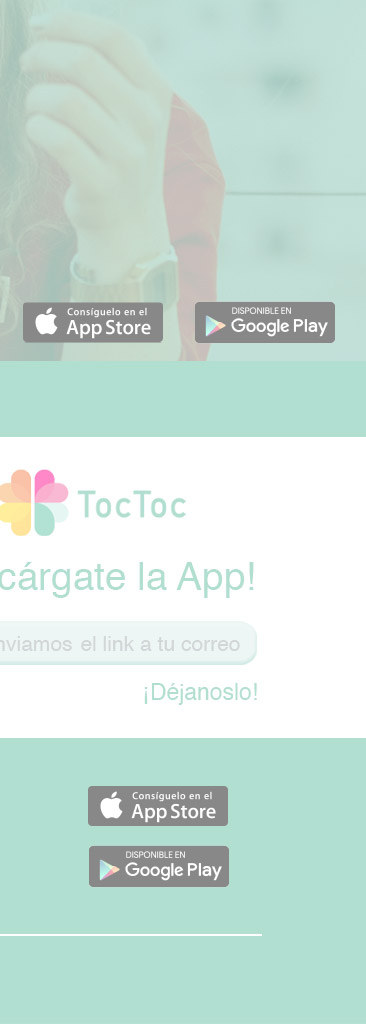 Consíguelo en el
App Store
DISPONIBLE EN
Google Play
TocToc
cárgate la App!
nviamos el link a tu correo
¡Déjanoslo!
Consíguelo en el
App Store
DISPONIBLE EN
Google Play